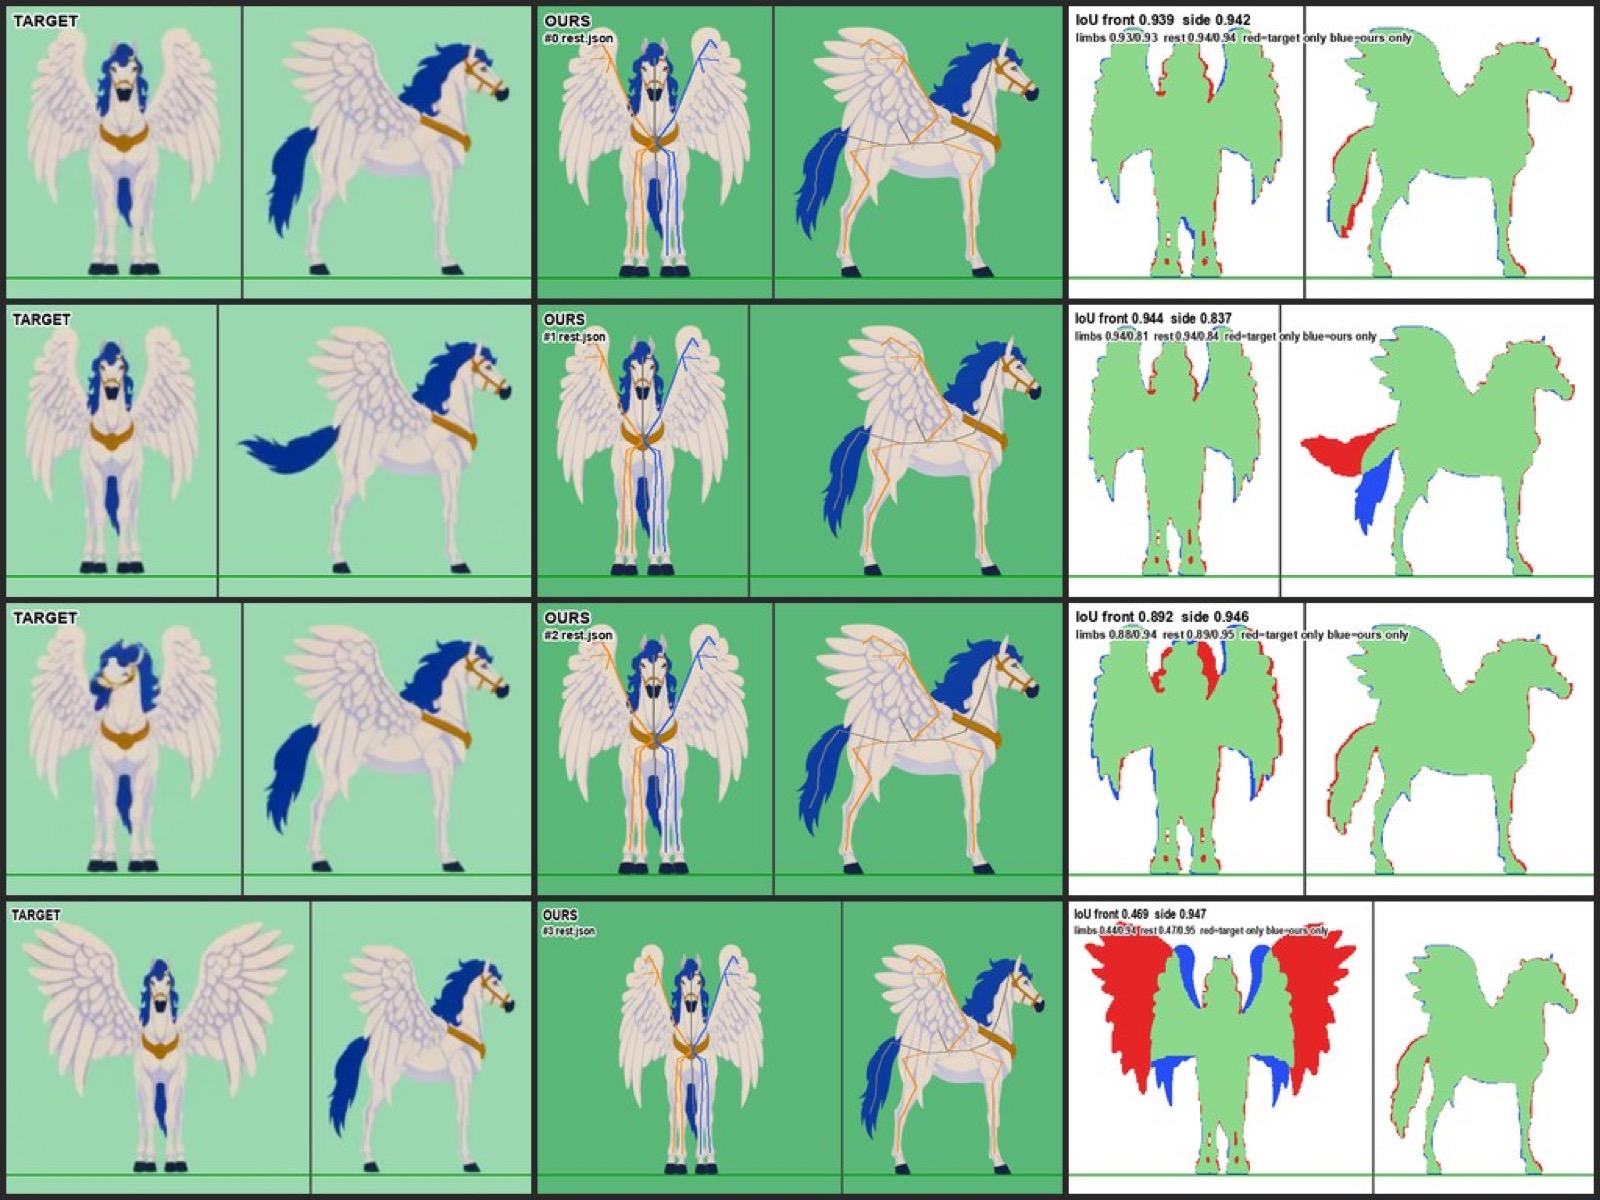 TARGET
OURS
#0 rest.json
IoU front 0.939 side 0.942
limbs 0.93/0.93 rest 0.94/0.94 red=target only blue=ours only
TARGET
OURS
#1 rest.json
IoU front 0.944 side 0.837
limbs 0.94/0.81 rest 0.94/0.84 red=target only blue=ours only
TARGET
OURS
#2 rest.json
IoU front 0.892 side 0.946
limbs 0.88/0.94 rest 0.89/0.95 red=target only blue=ours only
TARGET
OURS
#3 rest.json
IoU front 0.469 side 0.947
limbs 0.44/0.94 rest 0.47/0.95 red=target only blue=ours only